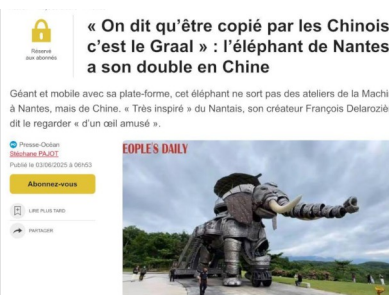 « On dit qu'être copié par les Chinois
c'est le Graal » : l'éléphant de Nantes
a son double en Chine
Réservé
aux abonnés
Géant et mobile avec sa plate-forme, cet éléphant ne sort pas des ateliers de la Machi
à Nantes, mais de Chine. « Très inspiré » du Nantais, son créateur François Delaroziè
dit le regarder « d'un œil amusé ».
Presse-Océan
Stéphane PAJOT
Publié le 03/06/2025 à 06h53
Abonnez-vous
LIRE PLUS TARD
PARTAGER
EOPLE'S DAILY